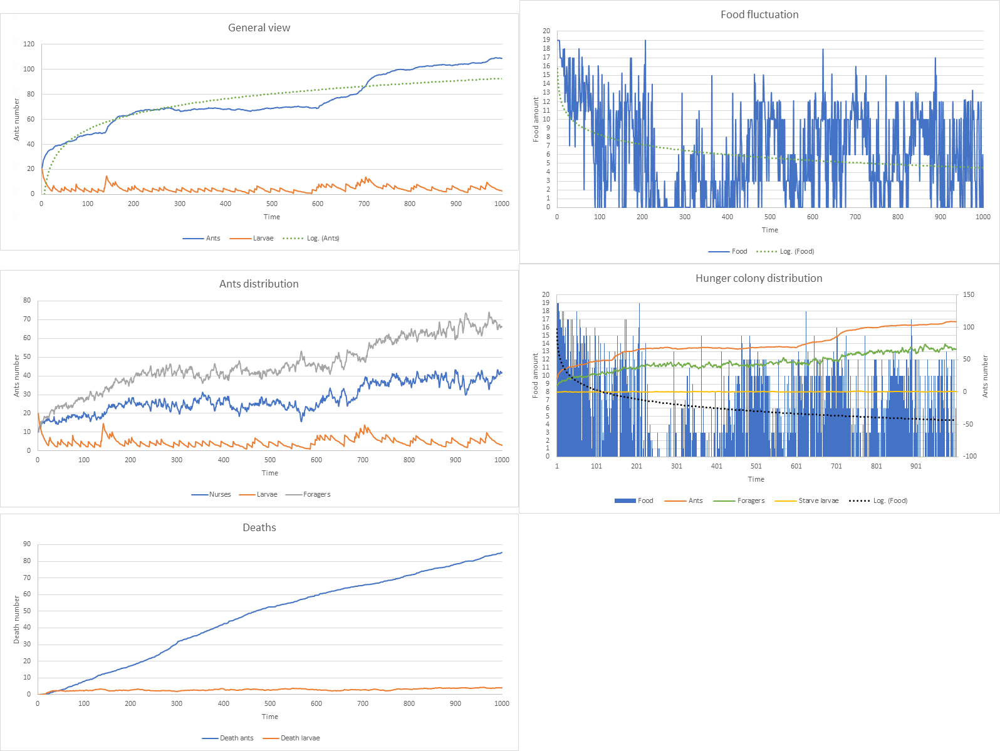 General view
120
100
80
60
40
20
0
Ants number
0 100 200 300 400 500 600 700 800 900 1000
Time
Ants Larvae Log. (Ants)
Food fluctuation
20
19
18
17
16
15
14
13
12
11
10
9
8
7
6
5
4
3
2
1
0
Food amount
0 100 200 300 400 500 600 700 800 900 1000
Time
Food Log. (Food)
Ants distribution
80
70
60
50
40
30
20
10
0
Ants number
0 100 200 300 400 500 600 700 800 900 1000
Time
Nurses Larvae Foragers
Hunger colony distribution
20
19
18
17
16
15
14
13
12
11
10
9
8
7
6
5
4
3
2
1
0
Food amount
150
100
50
0
-50
-100
Ants number
1 101 201 301 401 501 601 701 801 901
Time
Food Ants Foragers Starve larvae Log. (Food)
Deaths
90
80
70
60
50
40
30
20
10
0
Death number
0 100 200 300 400 500 600 700 800 900 1000
Time
Death ants Death larvae